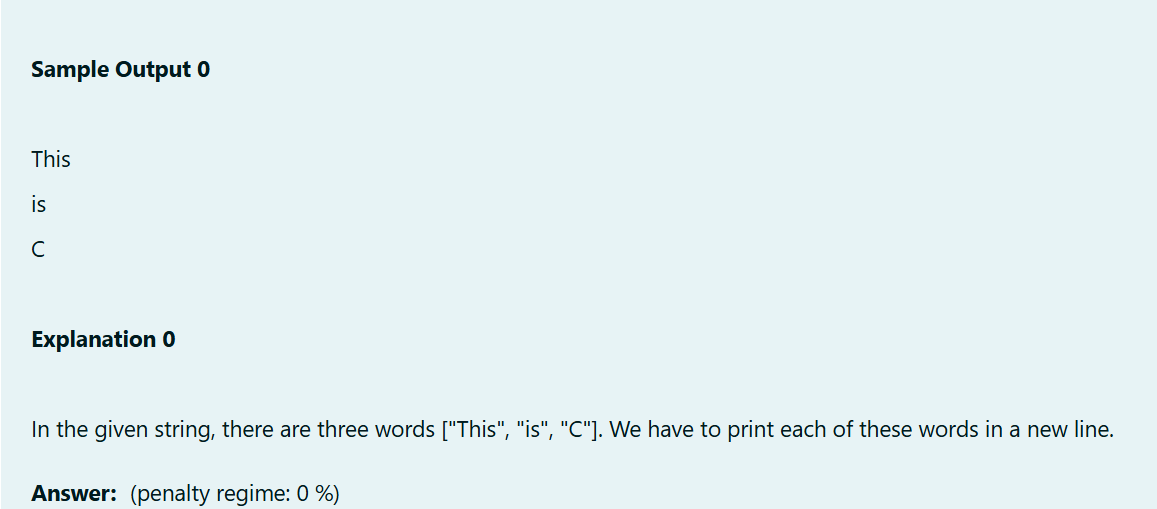 Sample Output 0
This
is
C
Explanation 0
In the given string, there are three words ["This", "is", "C"]. We have to print each of these words in a new line.
Answer: (penalty regime: 0 %)